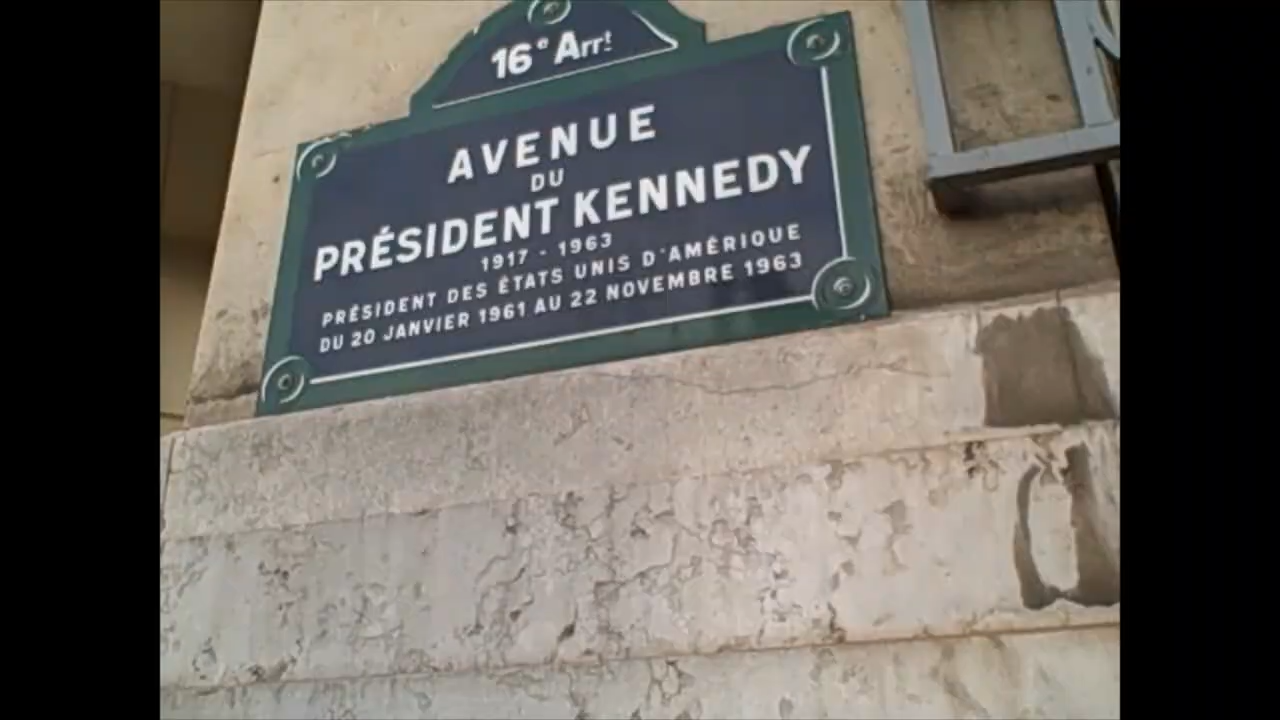 16e Arrt
AVENUE
DU
PRÉSIDENT KENNEDY
1917 - 1963
PRÉSIDENT DES ÉTATS UNIS D'AMÉRIQUE
DU 20 JANVIER 1961 AU 22 NOVEMBRE 1963